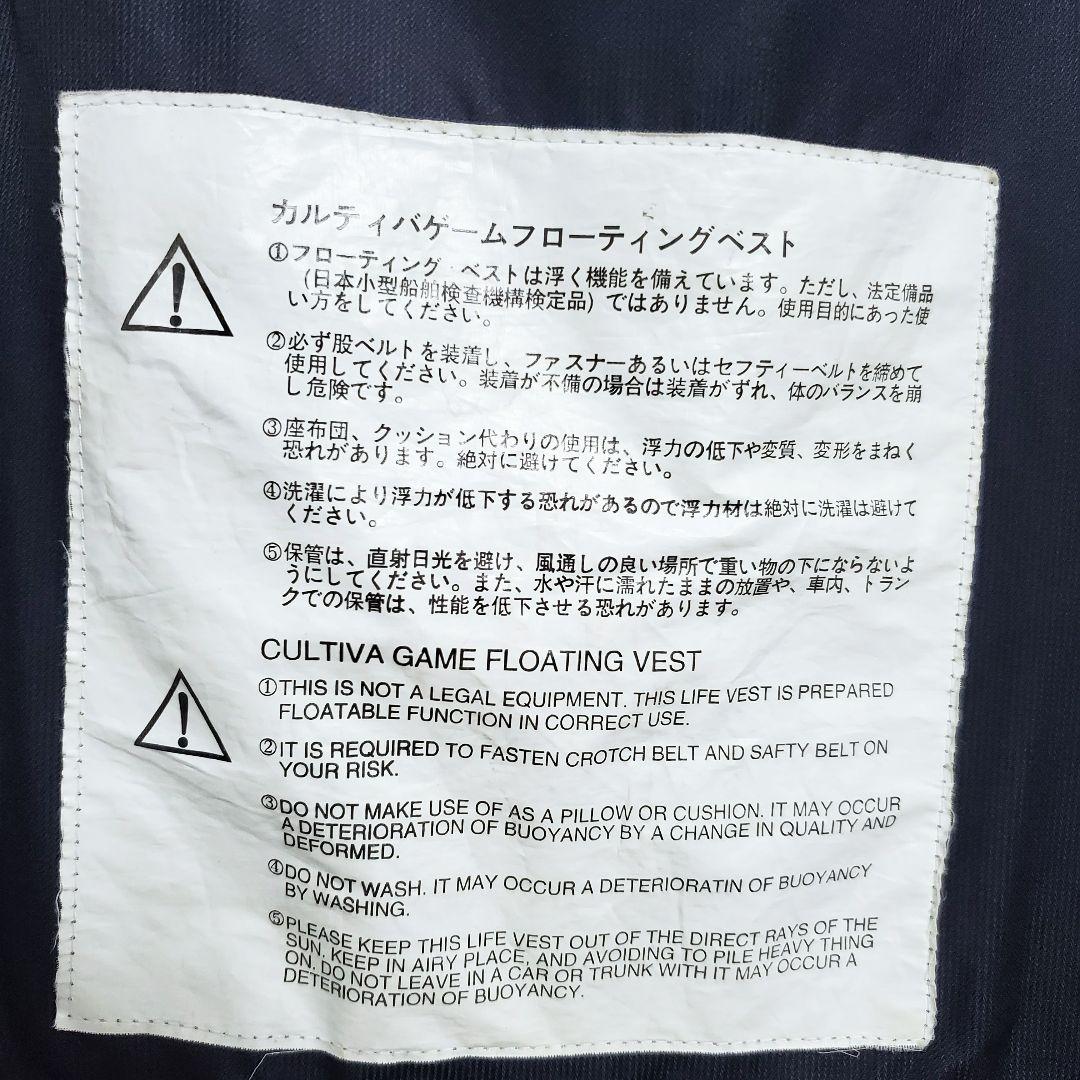 カルティバゲームフローティングベスト
①フローティング・ベストは浮く機能を備えています。ただし、法定備品
(日本小型船舶検査機構検定品)ではありません。使用目的にあった使
い方をしてください。
②必ず股ベルトを装着し、ファスナーあるいはセフティーベルトを締めて
使用してください。装着が不備の場合は装着がずれ、体のバランスを崩
し危険です。
③座布団、クッション代わりの使用は、浮力の低下や変質、変形をまねく
恐れがあります。絶対に避けてください。
④洗濯により浮力が低下する恐れがあるので浮力材は絶対に洗濯は避けて
ください。
⑤保管は、直射日光を避け、風通しの良い場所で重い物の下にならないよ
うにしてください。また、水や汗に濡れたままの放置や、車内、トラン
クでの保管は、性能を低下させる恐れがあります。
CULTIVA GAME FLOATING VEST
①THIS IS NOT A LEGAL EQUIPMENT. THIS LIFE VEST IS PREPARED
FLOATABLE FUNCTION IN CORRECT USE.
②IT IS REQUIRED TO FASTEN CROTCH BELT AND SAFTY BELT ON
YOUR RISK.
③DO NOT MAKE USE OF AS A PILLOW OR CUSHION. IT MAY OCCUR
A DETERIORATION OF BUOYANCY BY A CHANGE IN QUALITY AND
DEFORMED.
④DO NOT WASH. IT MAY OCCUR A DETERIORATIN OF BUOYANCY
BY WASHING.
⑤PLEASE KEEP THIS LIFE VEST OUT OF THE DIRECT RAYS OF THE
SUN, KEEP IN AIRY PLACE, AND AVOIDING TO PILE HEAVY THING
ON. DO NOT LEAVE IN A CAR OR TRUNK WITH IT MAY OCCUR A
DETERIORATION OF BUOYANCY.